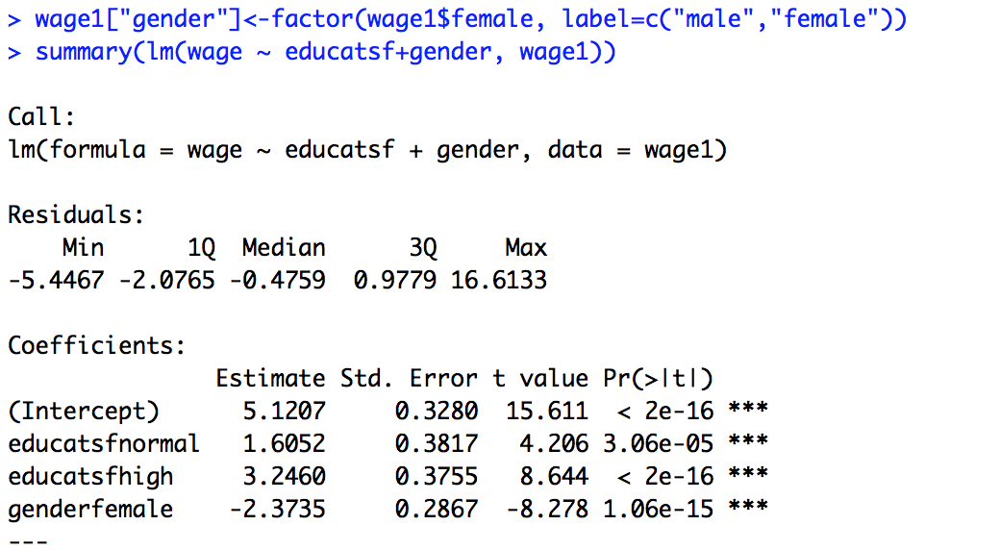 > wage1["gender"]<-factor(wage1$female, label=c("male","female"))
> summary(lm(wage ~ educatsf+gender, wage1))
Call:
lm(formula = wage ~ educatsf + gender, data = wage1)
Residuals:
    Min      1Q  Median      3Q     Max
-5.4467 -2.0765 -0.4759  0.9779 16.6133
Coefficients:
               Estimate Std. Error t value Pr(>|t|)
(Intercept)      5.1207     0.3280  15.611  < 2e-16 ***
educatsfnormal   1.6052     0.3817   4.206 3.06e-05 ***
educatsfhigh     3.2460     0.3755   8.644  < 2e-16 ***
genderfemale    -2.3735     0.2867  -8.278 1.06e-15 ***
---